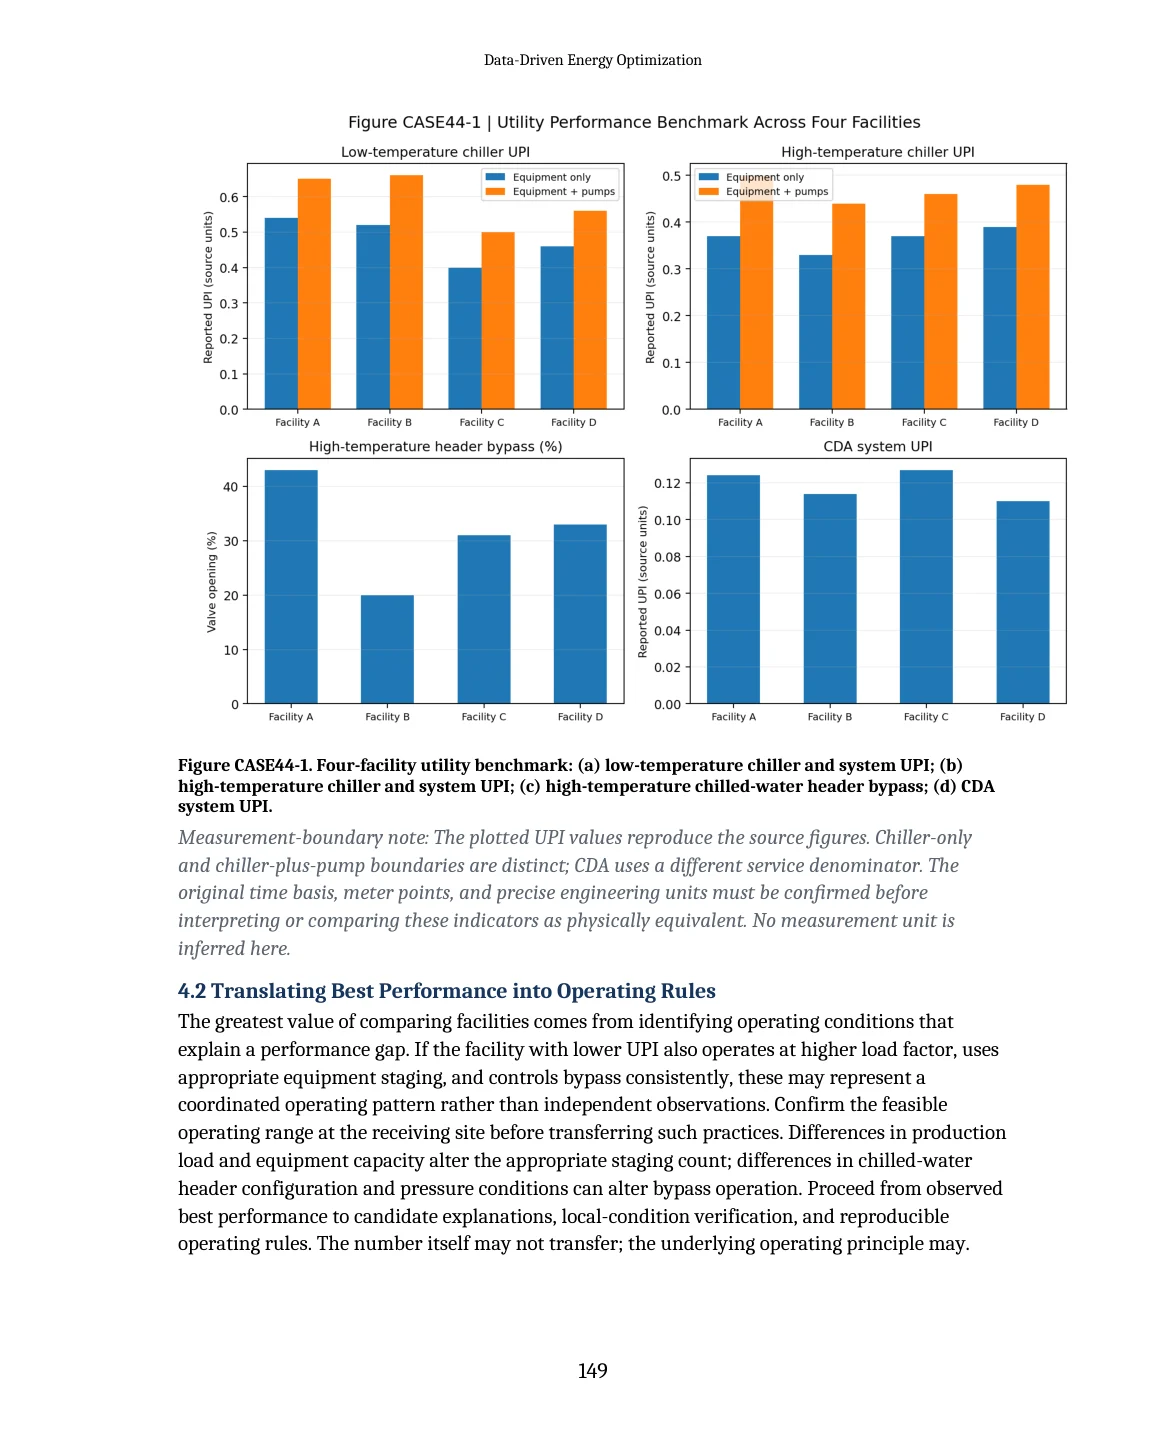 Data-Driven Energy Optimization
Figure CASE44-1 | Utility Performance Benchmark Across Four Facilities
Low-temperature chiller UPI
Equipment only
Equipment + pumps
Reported UPI (source units)
0.6
0.5
0.4
0.3
0.2
0.1
0.0
Facility A
Facility B
Facility C
Facility D
High-temperature chiller UPI
Equipment only
Equipment + pumps
Reported UPI (source units)
0.5
0.4
0.3
0.2
0.1
0.0
Facility A
Facility B
Facility C
Facility D
High-temperature header bypass (%)
Valve opening (%)
40
30
20
10
0
Facility A
Facility B
Facility C
Facility D
CDA system UPI
Reported UPI (source units)
0.12
0.10
0.08
0.06
0.04
0.02
0.00
Facility A
Facility B
Facility C
Facility D
Figure CASE44-1. Four-facility utility benchmark: (a) low-temperature chiller and system UPI; (b)
high-temperature chiller and system UPI; (c) high-temperature chilled-water header bypass; (d) CDA
system UPI.
Measurement-boundary note: The plotted UPI values reproduce the source figures. Chiller-only
and chiller-plus-pump boundaries are distinct; CDA uses a different service denominator. The
original time basis, meter points, and precise engineering units must be confirmed before
interpreting or comparing these indicators as physically equivalent. No measurement unit is
inferred here.
4.2 Translating Best Performance into Operating Rules
The greatest value of comparing facilities comes from identifying operating conditions that
explain a performance gap. If the facility with lower UPI also operates at higher load factor, uses
appropriate equipment staging, and controls bypass consistently, these may represent a
coordinated operating pattern rather than independent observations. Confirm the feasible
operating range at the receiving site before transferring such practices. Differences in production
load and equipment capacity alter the appropriate staging count; differences in chilled-water
header configuration and pressure conditions can alter bypass operation. Proceed from observed
best performance to candidate explanations, local-condition verification, and reproducible
operating rules. The number itself may not transfer; the underlying operating principle may.
149